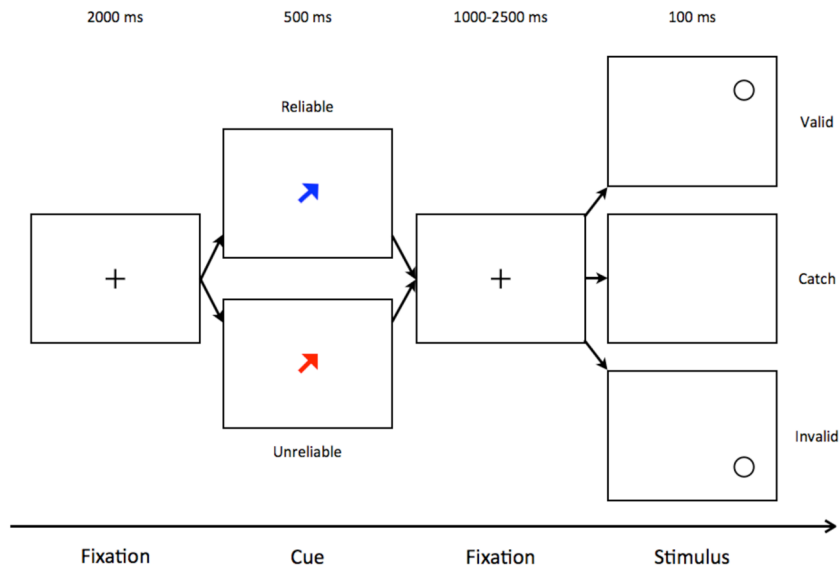 2000 ms
500 ms
1000-2500 ms
100 ms
Reliable
Valid
Catch
Unreliable
Invalid
Fixation
Cue
Fixation
Stimulus